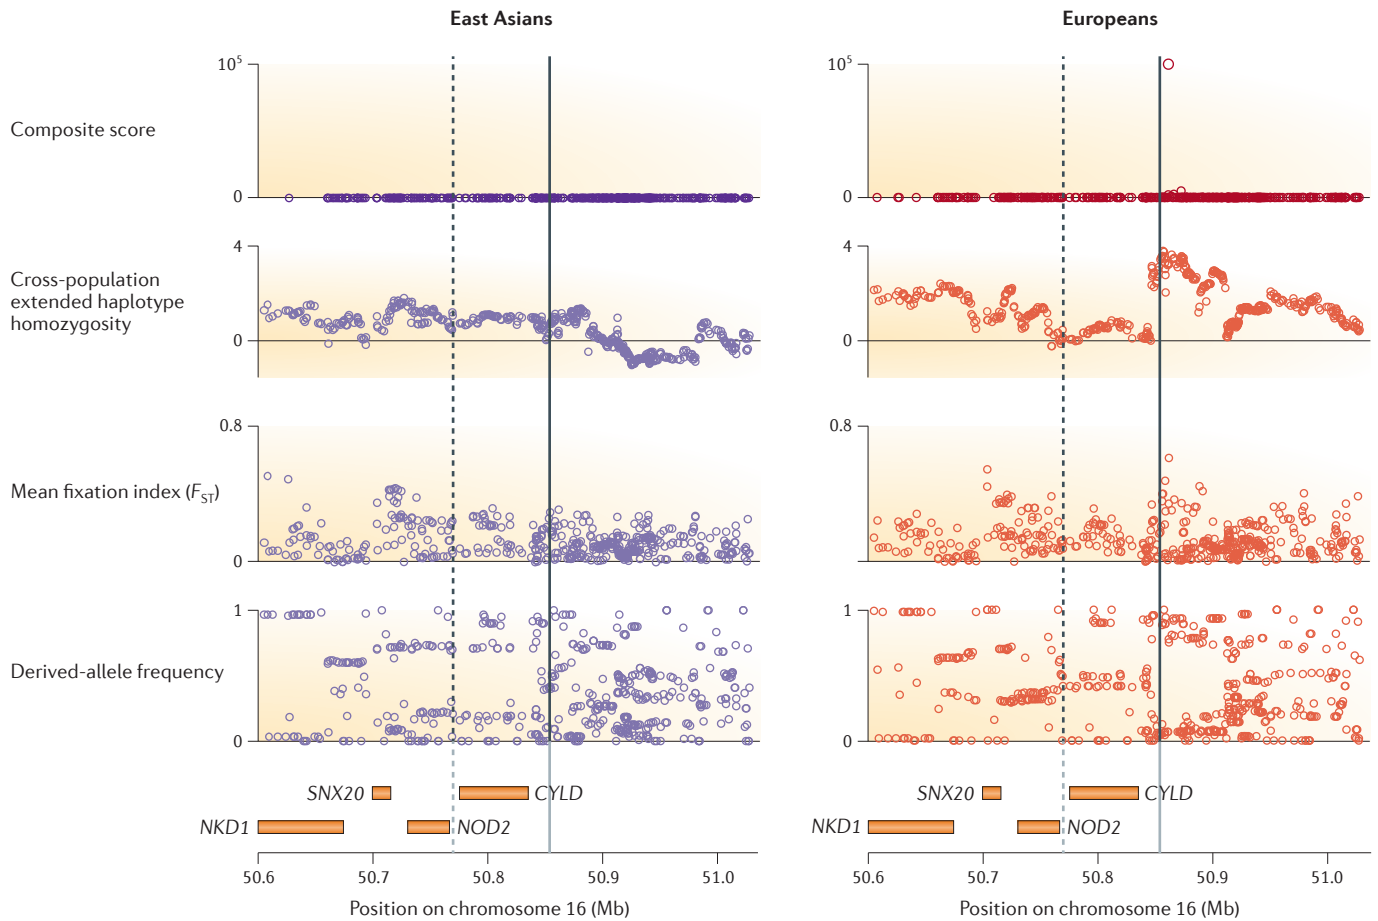 East Asians
Europeans
Composite score
10⁵
0
10⁵
0
Cross-population
extended haplotype
homozygosity
4
0
4
0
Mean fixation index (F_ST)
0.8
0
0.8
Derived-allele frequency
1
0
1
0
SNX20
CYLD
NKD1
NOD2
SNX20
CYLD
NKD1
NOD2
50.6
50.7
50.8
50.9
51.0
50.6
50.7
50.8
50.9
51.0
Position on chromosome 16 (Mb)
Position on chromosome 16 (Mb)